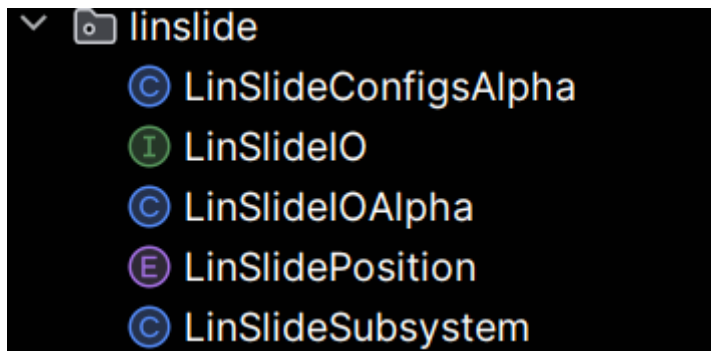 linslide
C LinSlideConfigsAlpha
I LinSlideIO
C LinSlideIOAlpha
E LinSlidePosition
C LinSlideSubsystem